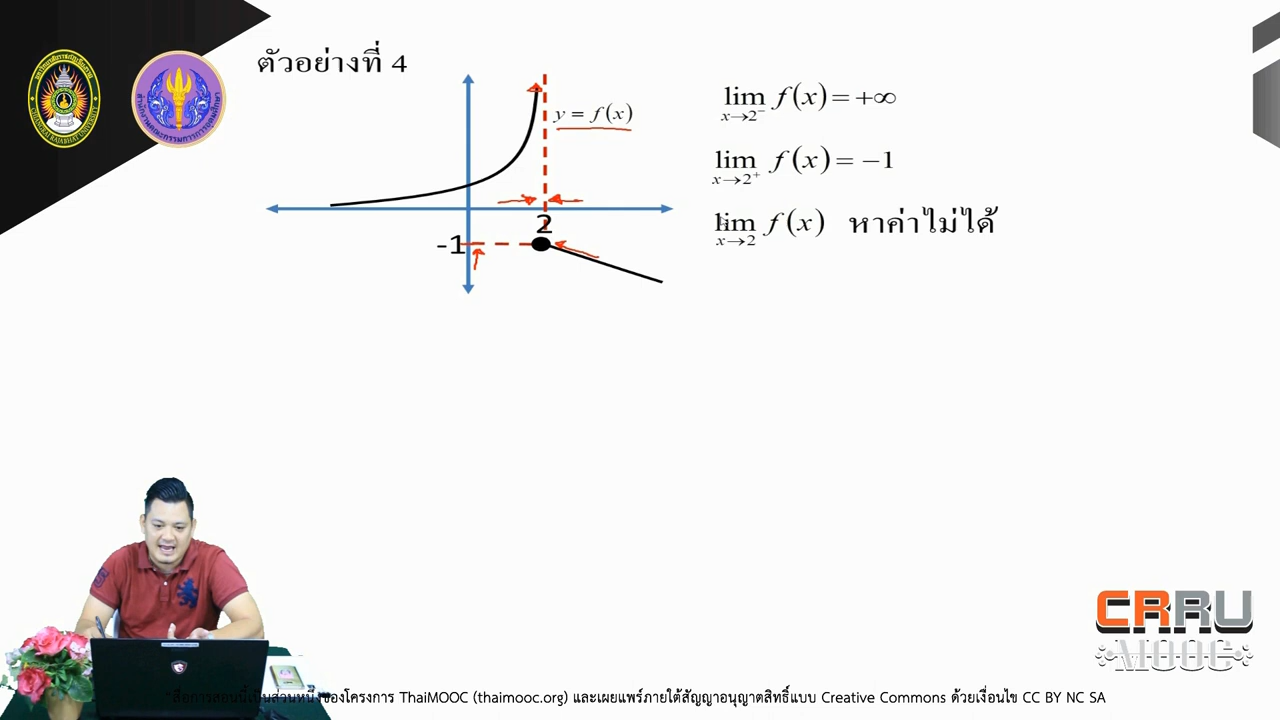 ตัวอย่างที่ 4
y = f(x)
2
-1
lim f(x) = +∞
x→2⁻
lim f(x) = −1
x→2⁺
lim f(x) หาค่าไม่ได้
x→2
CRRU
MOOC
สื่อการสอนนี้เป็นส่วนหนึ่งของโครงการ ThaiMOOC (thaimooc.org) และเผยแพร่ภายใต้สัญญาอนุญาตสิทธิ์แบบ Creative Commons ด้วยเงื่อนไข CC BY NC SA